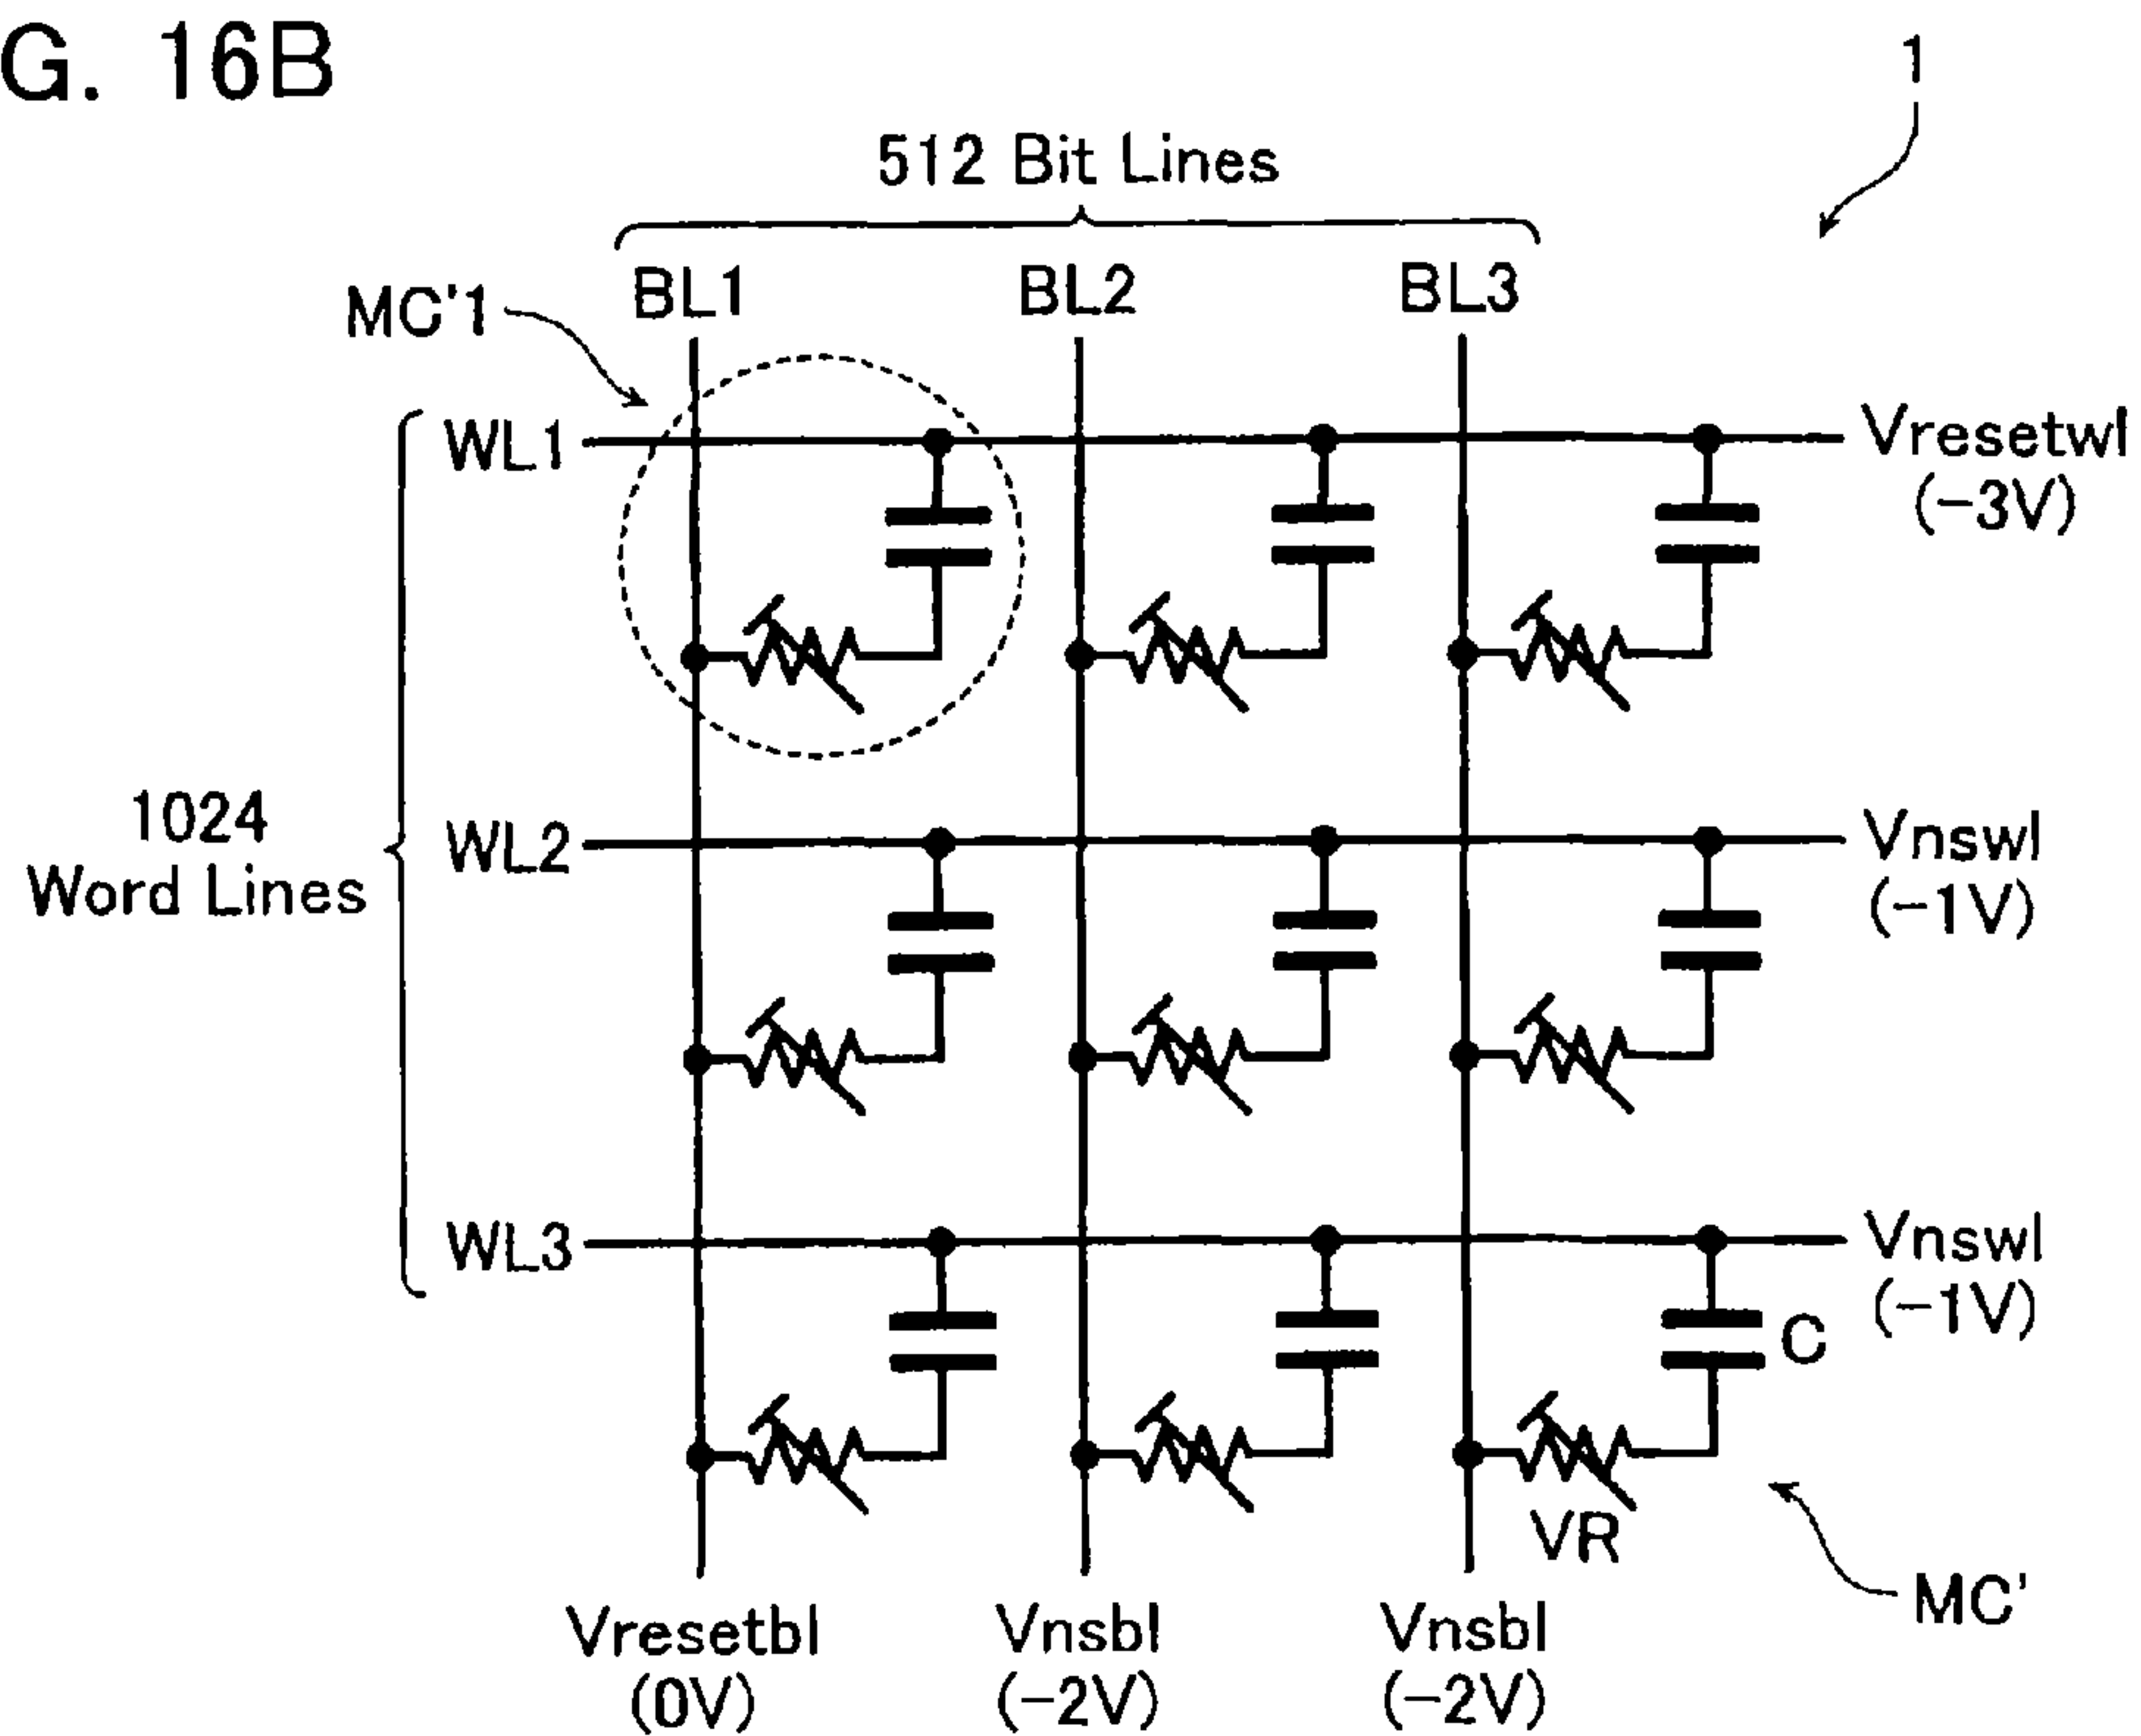 G. 16B
1
512 Bit Lines
BL1
BL2
BL3
MC'1
WL1
Vresetwl
(-3V)
1024
Word Lines
WL2
Vnswl
(-1V)
WL3
Vnswl
(-1V)
C
VR
MC'
Vresetbl
(0V)
Vnsbl
(-2V)
Vnsbl
(-2V)